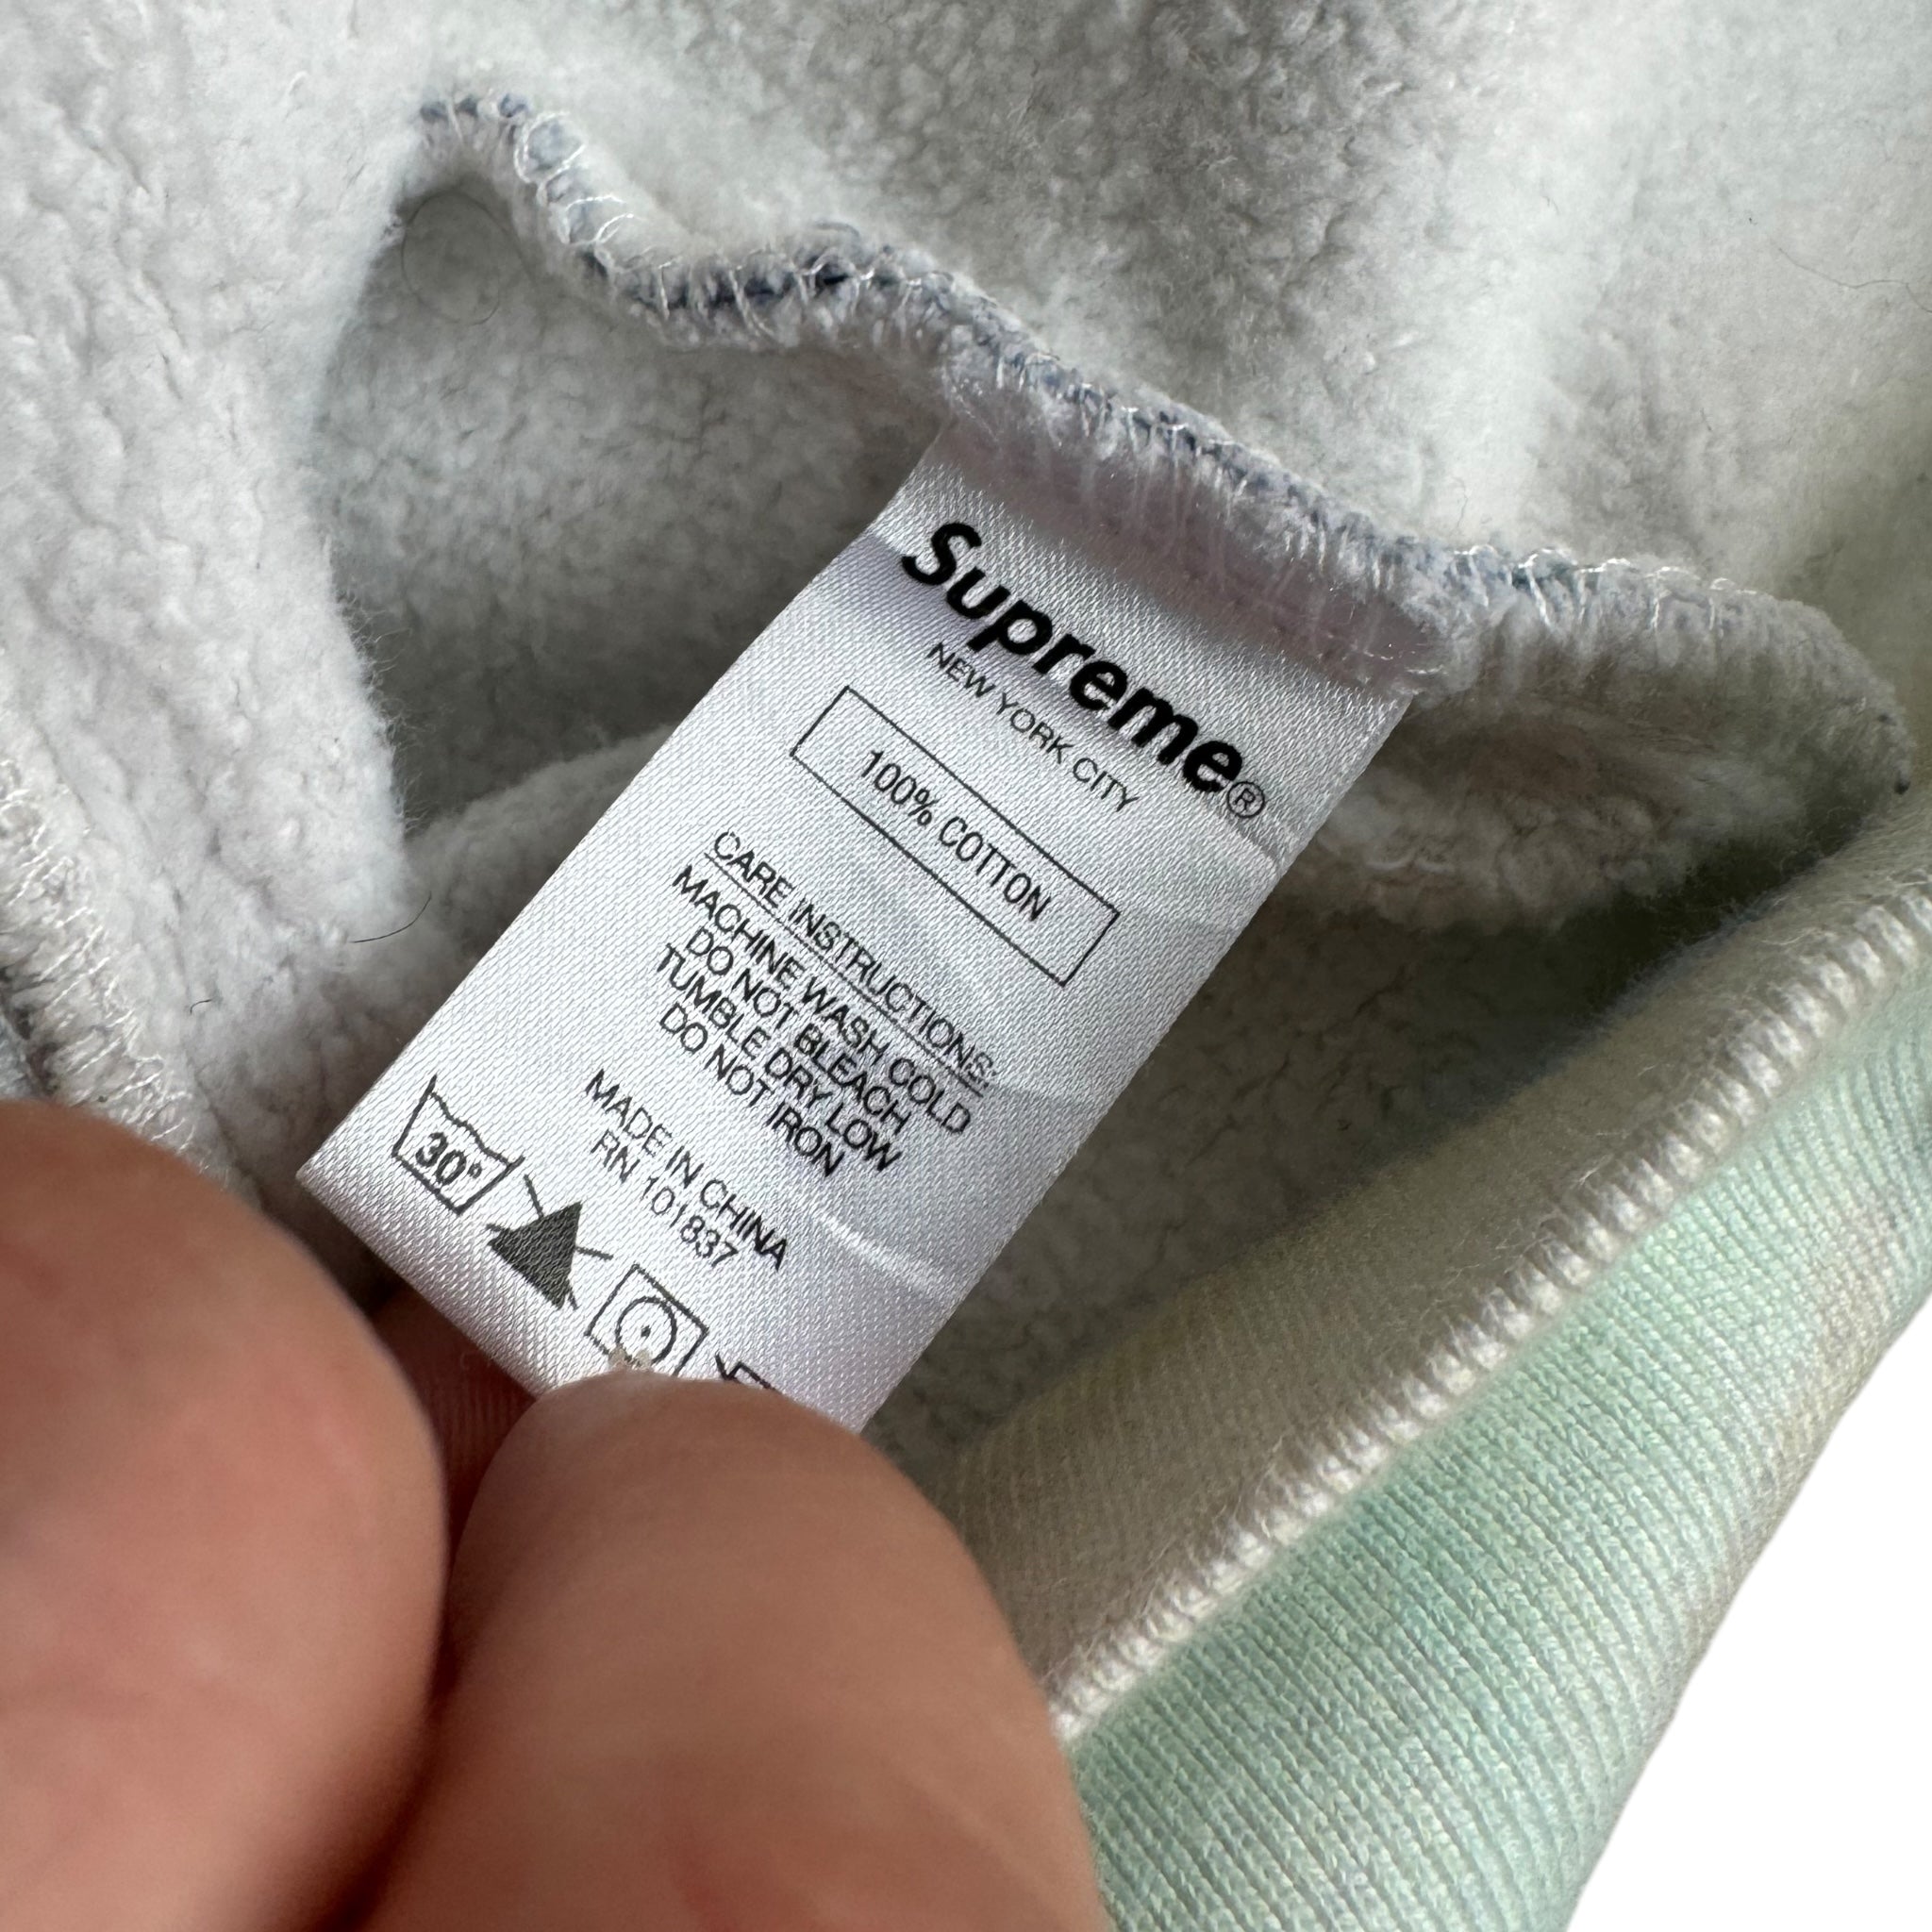 Supreme®
NEW YORK CITY
100% COTTON
CARE INSTRUCTIONS:
MACHINE WASH COLD
DO NOT BLEACH
TUMBLE DRY LOW
DO NOT IRON
MADE IN CHINA
RN 101837
30°